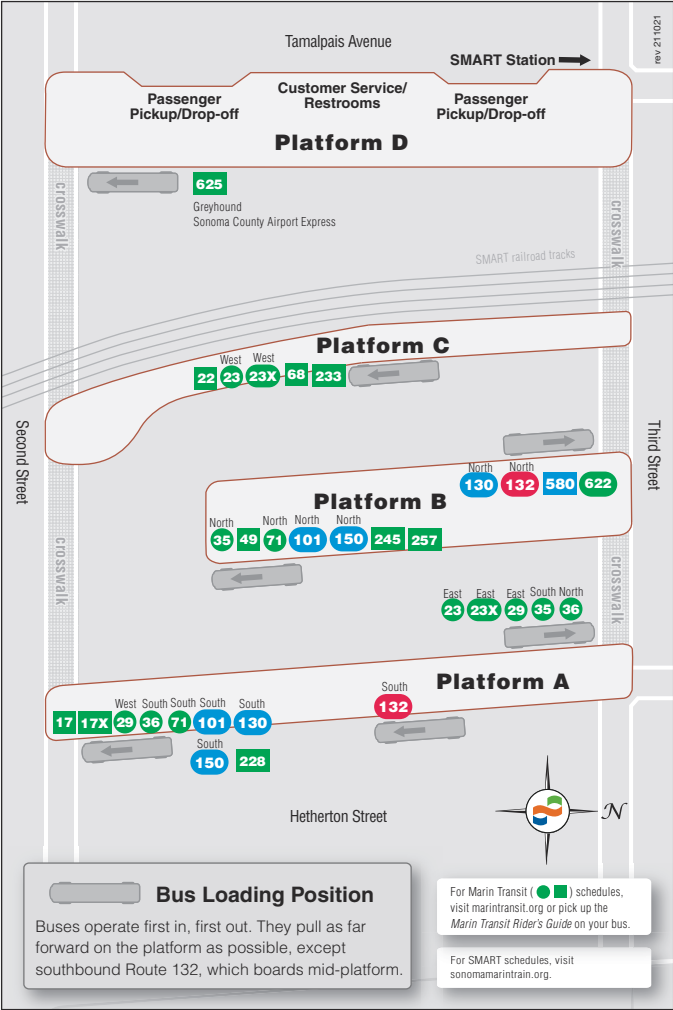 rev 211021
Tamalpais Avenue
SMART Station
Passenger
Pickup/Drop-off
Customer Service/
Restrooms
Passenger
Pickup/Drop-off
Platform D
crosswalk
625
Greyhound
Sonoma County Airport Express
crosswalk
SMART railroad tracks
Platform C
West West
22 23 23X 68 233
Second Street
Third Street
North North
130 132 580 622
Platform B
North North North North
35 49 71 101 150 245 257
crosswalk
crosswalk
East East East South North
23 23X 29 35 36
Platform A
South
132
West South South South South
17 17X 29 36 71 101 130
South
150 228
Hetherton Street
N
Bus Loading Position
Buses operate first in, first out. They pull as far
forward on the platform as possible, except
southbound Route 132, which boards mid-platform.
For Marin Transit ( ) schedules,
visit marintransit.org or pick up the
Marin Transit Rider's Guide on your bus.
For SMART schedules, visit
sonomamarintrain.org.